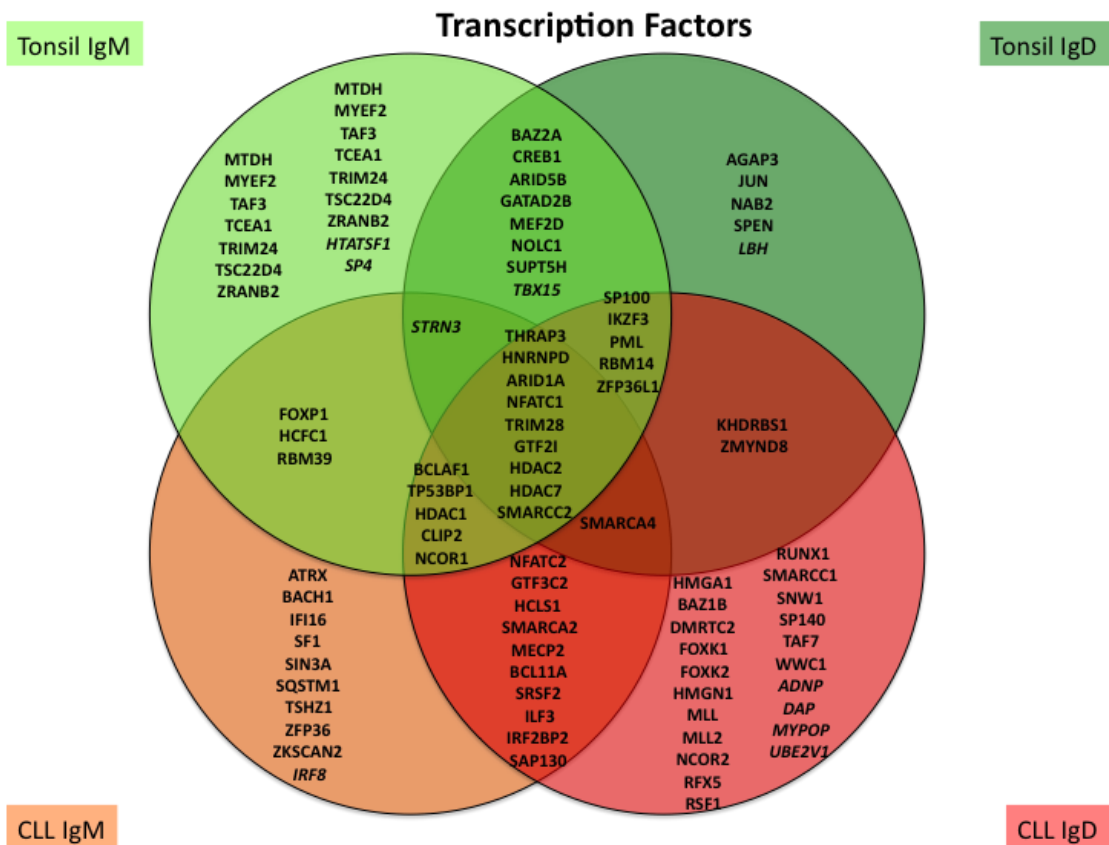 Transcription Factors
Tonsil IgM
Tonsil IgD
MTDH
MYEF2
TAF3
TCEA1
TRIM24
TSC22D4
ZRANB2
MTDH
MYEF2
TAF3
TCEA1
TRIM24
TSC22D4
ZRANB2
HTATSF1
SP4
BAZ2A
CREB1
ARID5B
GATAD2B
MEF2D
NOLC1
SUPT5H
TBX15
AGAP3
JUN
NAB2
SPEN
LBH
STRN3
SP100
IKZF3
PML
RBM14
ZFP36L1
THRAP3
HNRNPD
ARID1A
NFATC1
TRIM28
GTF2I
HDAC2
HDAC7
SMARCC2
FOXP1
HCFC1
RBM39
KHDRBS1
ZMYND8
BCLAF1
TP53BP1
HDAC1
CLIP2
NCOR1
SMARCA4
ATRX
BACH1
IFI16
SF1
SIN3A
SQSTM1
TSHZ1
ZFP36
ZKSCAN2
IRF8
NFATC2
GTF3C2
HCLS1
SMARCA2
MECP2
BCL11A
SRSF2
ILF3
IRF2BP2
SAP130
HMGA1
BAZ1B
DMRTC2
FOXK1
FOXK2
HMGN1
MLL
MLL2
NCOR2
RFX5
RSF1
RUNX1
SMARCC1
SNW1
SP140
TAF7
WWC1
ADNP
DAP
MYPOP
UBE2V1
CLL IgM
CLL IgD